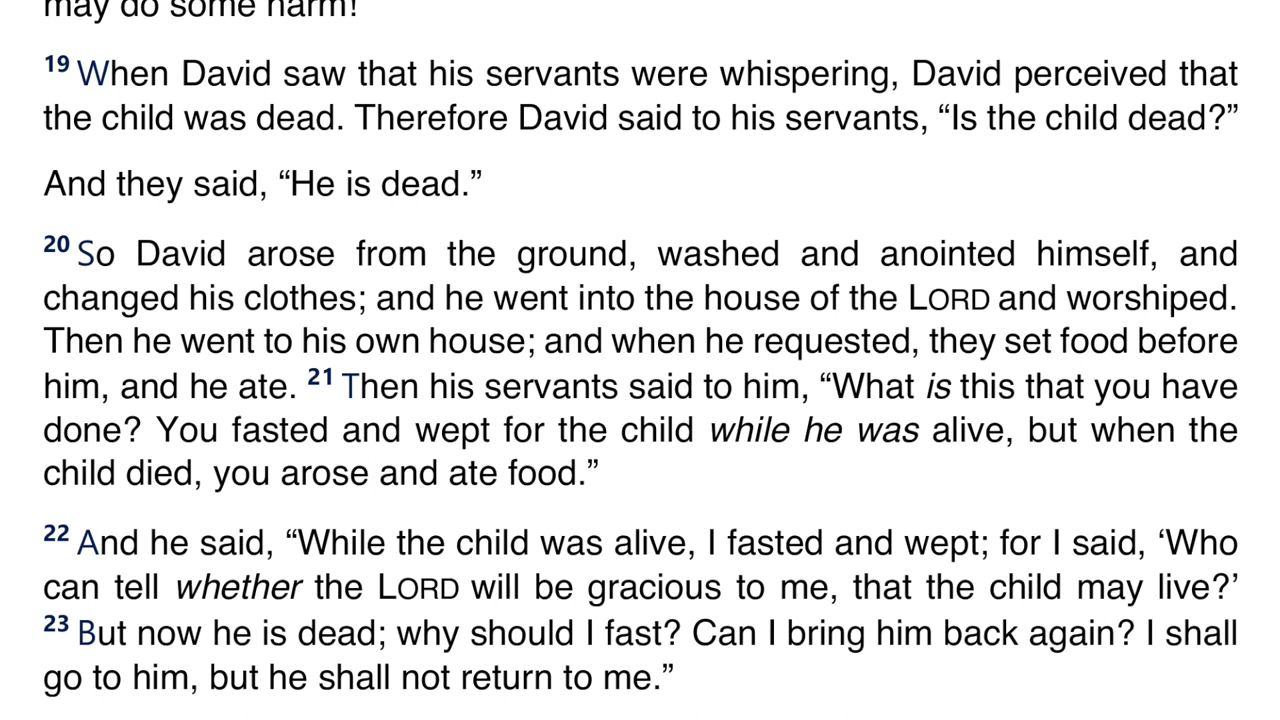 may do some harm!
19 When David saw that his servants were whispering, David perceived that
the child was dead. Therefore David said to his servants, “Is the child dead?”
And they said, “He is dead.”
20 So David arose from the ground, washed and anointed himself, and
changed his clothes; and he went into the house of the LORD and worshiped.
Then he went to his own house; and when he requested, they set food before
him, and he ate. 21 Then his servants said to him, “What is this that you have
done? You fasted and wept for the child while he was alive, but when the
child died, you arose and ate food.”
22 And he said, “While the child was alive, I fasted and wept; for I said, ‘Who
can tell whether the LORD will be gracious to me, that the child may live?’
23 But now he is dead; why should I fast? Can I bring him back again? I shall
go to him, but he shall not return to me.”